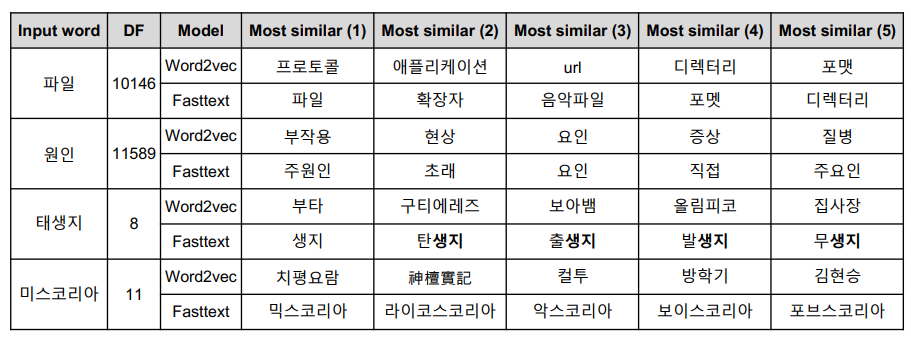 Input word DF Model Most similar (1) Most similar (2) Most similar (3) Most similar (4) Most similar (5)
파일 10146 Word2vec 프로토콜 애플리케이션 url 디렉터리 포맷
Fasttext 파일 확장자 음악파일 포멧 디렉터리
원인 11589 Word2vec 부작용 현상 요인 증상 질병
Fasttext 주원인 초래 요인 직접 주요인
태생지 8 Word2vec 부타 구티에레즈 보아뱀 올림피코 집사장
Fasttext 생지 탄생지 출생지 발생지 무생지
미스코리아 11 Word2vec 치평요람 神檀實記 컬투 방학기 김현승
Fasttext 믹스코리아 라이코스코리아 악스코리아 보이스코리아 포브스코리아